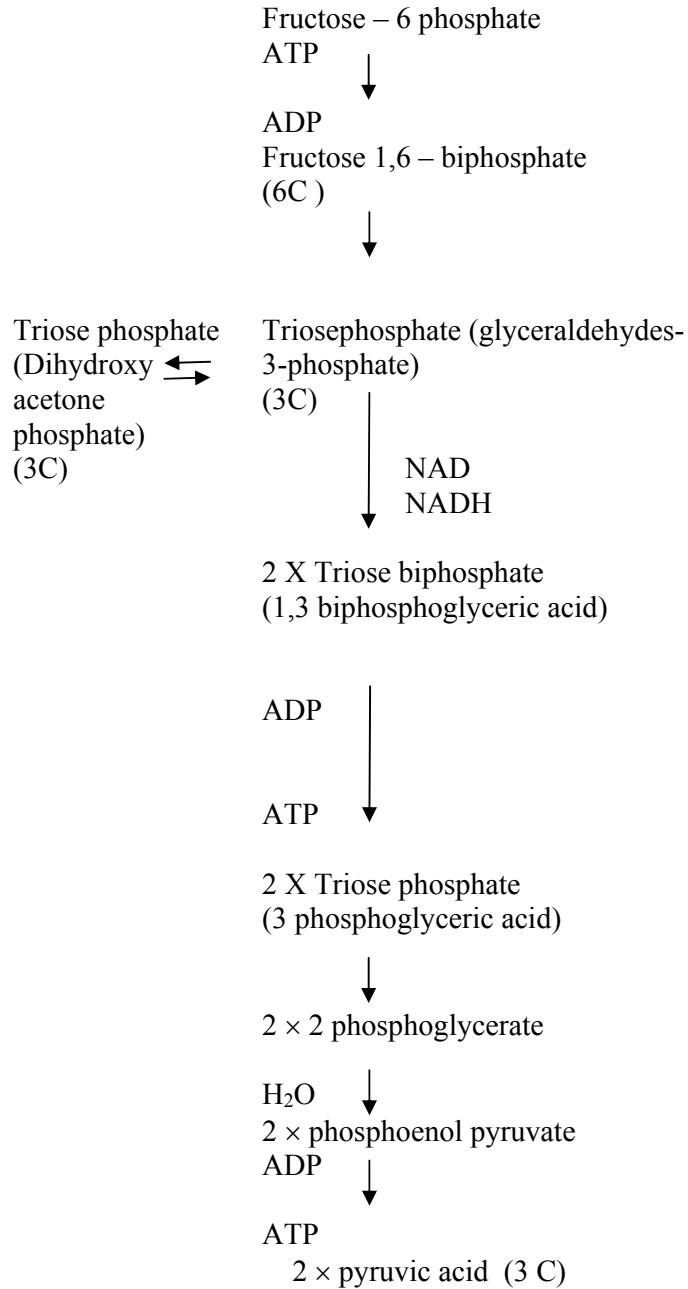 Fructose – 6 phosphate
ATP
ADP
Fructose 1,6 – biphosphate
(6C )
Triose phosphate
(Dihydroxy
acetone
phosphate)
(3C)
Triosephosphate (glyceraldehydes-
3-phosphate)
(3C)
NAD
NADH
2 X Triose biphosphate
(1,3 biphosphoglyceric acid)
ADP
ATP
2 X Triose phosphate
(3 phosphoglyceric acid)
2 × 2 phosphoglycerate
H₂O
2 × phosphoenol pyruvate
ADP
ATP
2 × pyruvic acid (3 C)